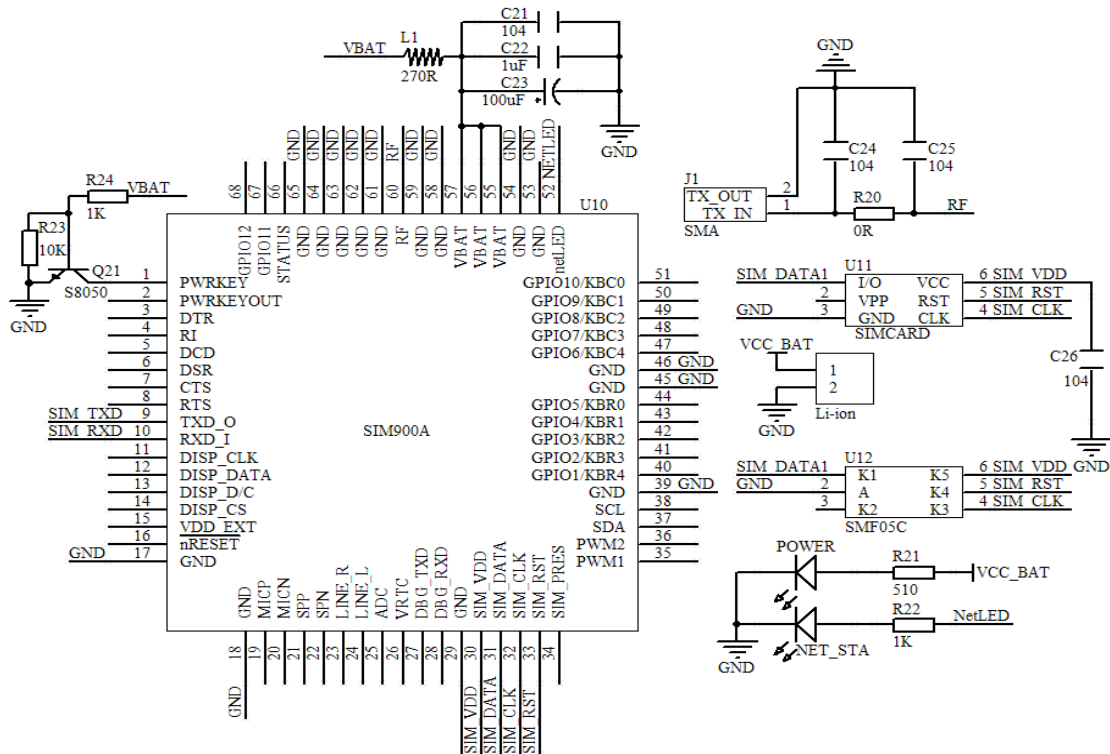 C21
104
C22
1uF
C23
100uF
+
GND
VBAT
L1
270R
GND
C24
104
C25
104
J1
TX_OUT
TX_IN
SMA
2
1
R20
0R
RF
R24
1K
VBAT
R23
10K
Q21
S8050
GND
GND
GND
GND
GND
GND
RF
GND
GND
GND
GND
NETLED
68
67
66
65
64
63
62
61
60
59
58
57
56
55
54
53
52
U10
GPIO12
GPIO11
STATUS
GND
GND
GND
GND
GND
RF
GND
GND
VBAT
VBAT
VBAT
GND
GND
netLED
1
PWRKEY
2
PWRKEYOUT
3
DTR
4
RI
5
DCD
6
DSR
7
CTS
8
RTS
SIM_TXD
9
TXD_O
SIM_RXD
10
RXD_I
11
DISP_CLK
12
DISP_DATA
13
DISP_D/C
14
DISP_CS
15
VDD_EXT
16
nRESET
GND
17
GND
SIM900A
GPIO10/KBC0
51
GPIO9/KBC1
50
GPIO8/KBC2
49
GPIO7/KBC3
48
GPIO6/KBC4
47
GND
46
GND
GND
45
GND
GPIO5/KBR0
44
GPIO4/KBR1
43
GPIO3/KBR2
42
GPIO2/KBR3
41
GPIO1/KBR4
40
GND
39
GND
SCL
38
SDA
37
PWM2
36
PWM1
35
GND
MICP
MICN
SPP
SPN
LINE_R
LINE_L
ADC
VRTC
DBG_TXD
DBG_RXD
GND
SIM_VDD
SIM_DATA
SIM_CLK
SIM_RST
SIM_PRES
18
19
20
21
22
23
24
25
26
27
28
29
30
31
32
33
34
GND
SIM_VDD
SIM_DATA
SIM_CLK
SIM_RST
U11
SIM_DATA1
I/O
VCC
6
SIM_VDD
2
VPP
RST
5
SIM_RST
GND
3
GND
CLK
4
SIM_CLK
SIMCARD
C26
104
GND
VCC_BAT
1
2
Li-ion
GND
U12
SIM_DATA1
K1
K5
6
SIM_VDD
GND
2
A
K4
5
SIM_RST
3
K2
K3
4
SIM_CLK
SMF05C
POWER
R21
510
VCC_BAT
R22
1K
NetLED
NET_STA
GND